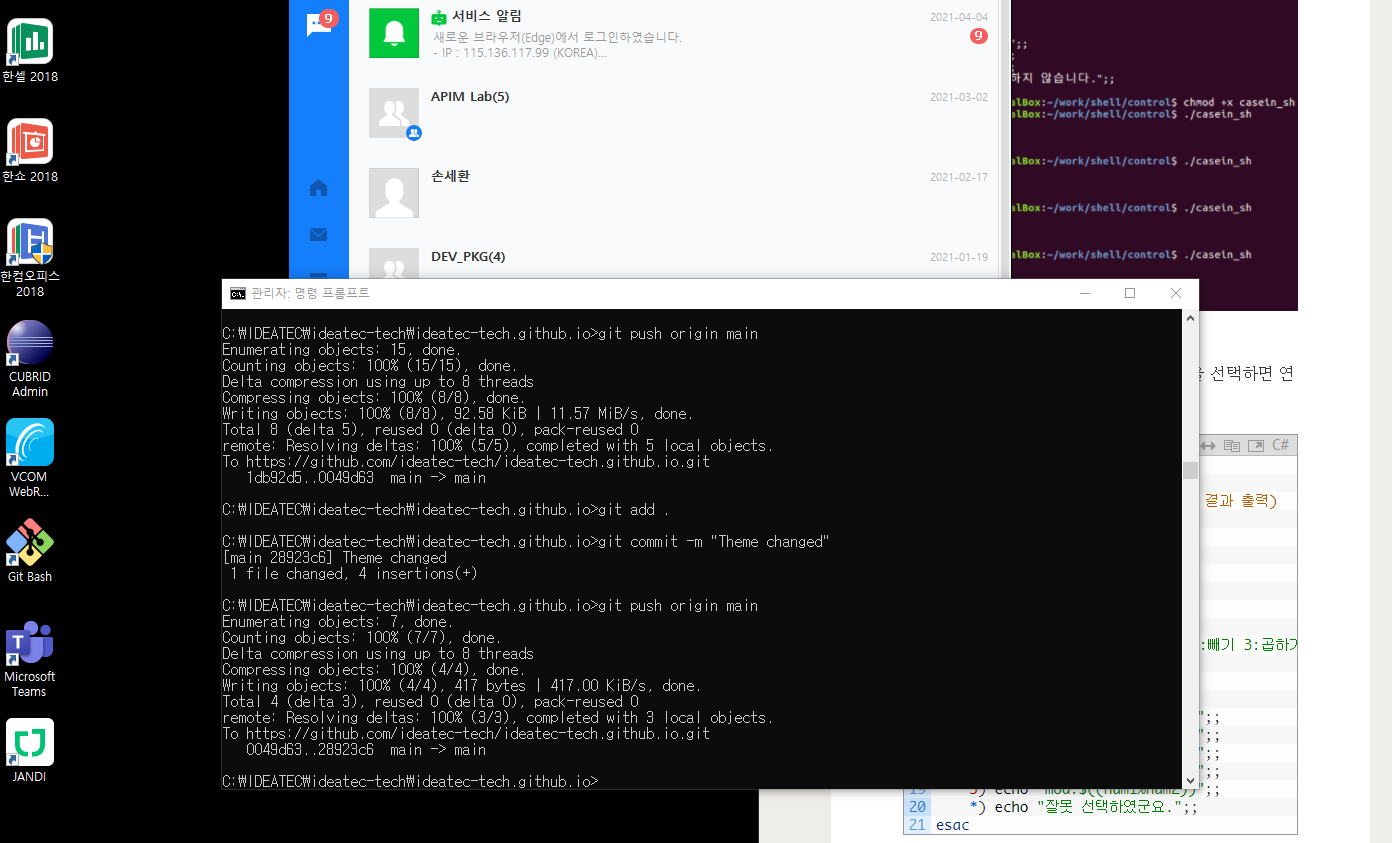 한셀 2018
한쇼 2018
한컴오피스
2018
CUBRID
Admin
VCOM
WebR...
Git Bash
Microsoft
Teams
JANDI
9
서비스 알림
2021-04-04
새로운 브라우저(Edge)에서 로그인하였습니다.
9
- IP : 115.136.117.99 (KOREA)...
APIM Lab(5)
2021-03-02
손세환
2021-02-17
DEV_PKG(4)
2021-01-19
";;
;
;
하지 않습니다.";;
alBox:~/work/shell/control$ chmod +x casein_sh
alBox:~/work/shell/control$ ./casein_sh
alBox:~/work/shell/control$ ./casein_sh
alBox:~/work/shell/control$ ./casein_sh
alBox:~/work/shell/control$ ./casein_sh
관리자: 명령 프롬프트
C:\IDEATEC\ideatec-tech\ideatec-tech.github.io>git push origin main
Enumerating objects: 15, done.
Counting objects: 100% (15/15), done.
Delta compression using up to 8 threads
Compressing objects: 100% (8/8), done.
Writing objects: 100% (8/8), 92.58 KiB | 11.57 MiB/s, done.
Total 8 (delta 5), reused 0 (delta 0), pack-reused 0
remote: Resolving deltas: 100% (5/5), completed with 5 local objects.
To https://github.com/ideatec-tech/ideatec-tech.github.io.git
1db92d5..0049d63  main -> main
C:\IDEATEC\ideatec-tech\ideatec-tech.github.io>git add .
C:\IDEATEC\ideatec-tech\ideatec-tech.github.io>git commit -m "Theme changed"
[main 28923c6] Theme changed
1 file changed, 4 insertions(+)
C:\IDEATEC\ideatec-tech\ideatec-tech.github.io>git push origin main
Enumerating objects: 7, done.
Counting objects: 100% (7/7), done.
Delta compression using up to 8 threads
Compressing objects: 100% (4/4), done.
Writing objects: 100% (4/4), 417 bytes | 417.00 KiB/s, done.
Total 4 (delta 3), reused 0 (delta 0), pack-reused 0
remote: Resolving deltas: 100% (3/3), completed with 3 local objects.
To https://github.com/ideatec-tech/ideatec-tech.github.io.git
0049d63..28923c6  main -> main
C:\IDEATEC\ideatec-tech\ideatec-tech.github.io>
선택하면 연
C#
결과 출력)
:빼기 3:곱하기
";;
";;
";;
";;
";;
20 *) echo "잘못 선택하였군요.";;
21 esac